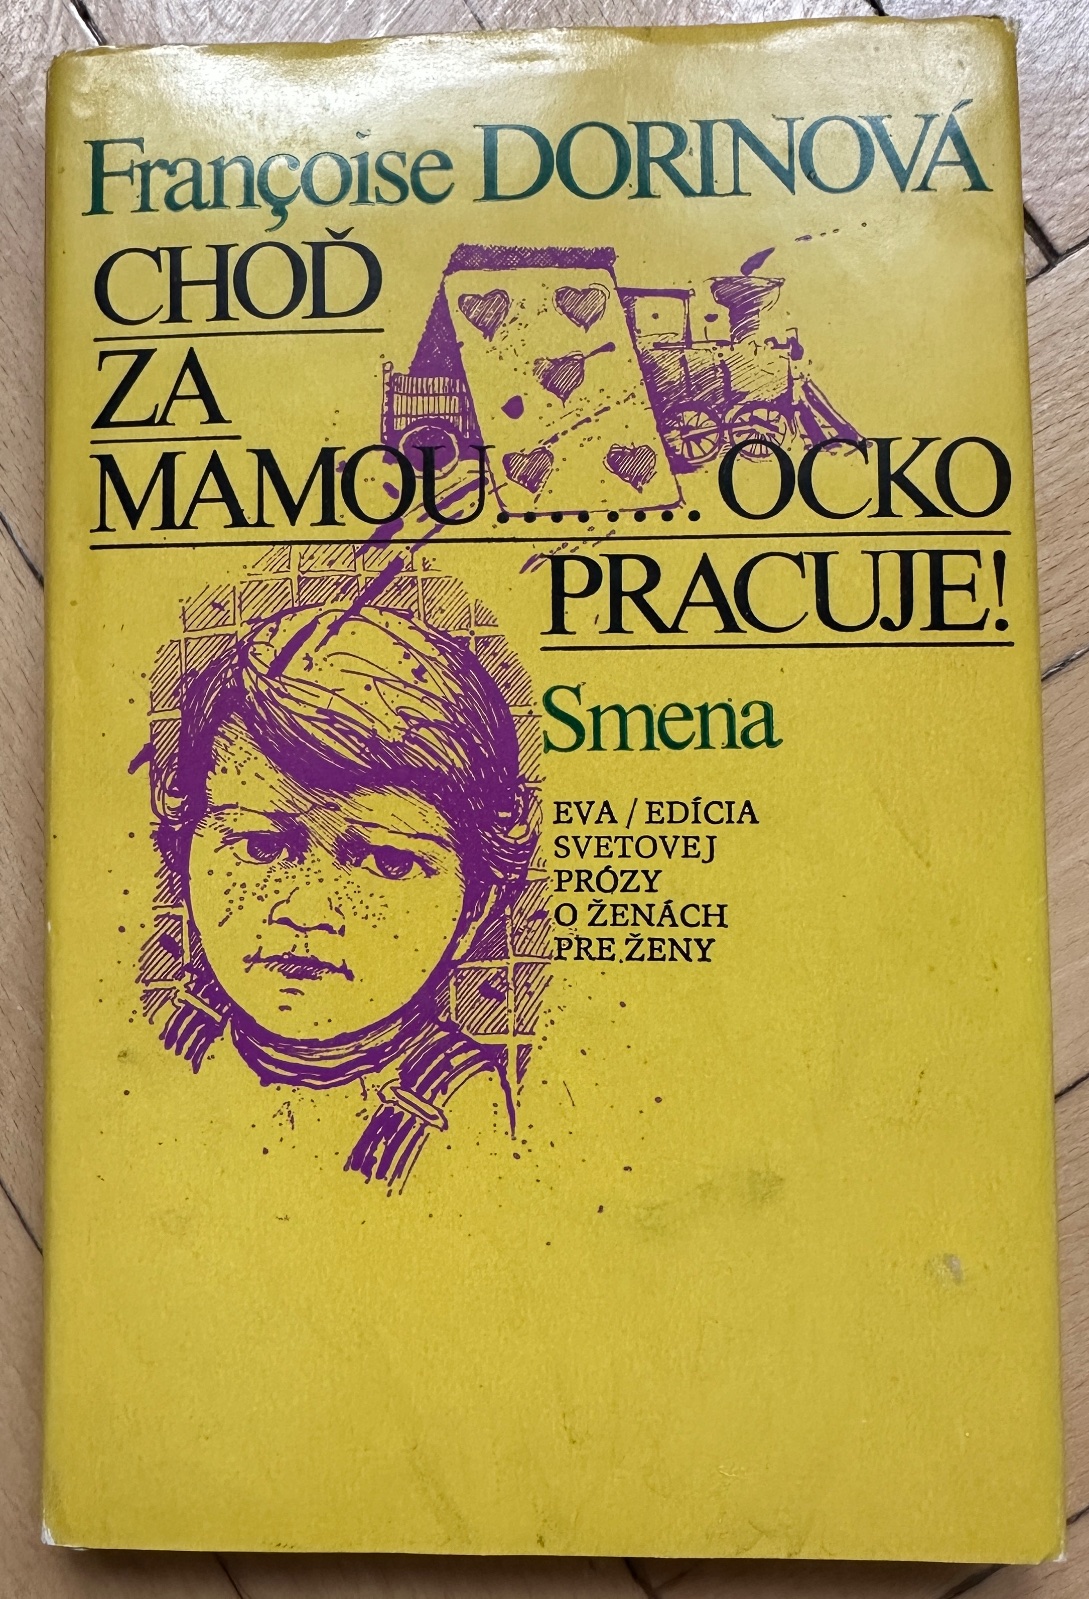 Françoise DORINOVÁ
CHOĎ
ZA
MAMOU........OCKO
PRACUJE!
Smena
EVA / EDÍCIA
SVETOVEJ
PRÓZY
O ŽENÁCH
PRE ŽENY